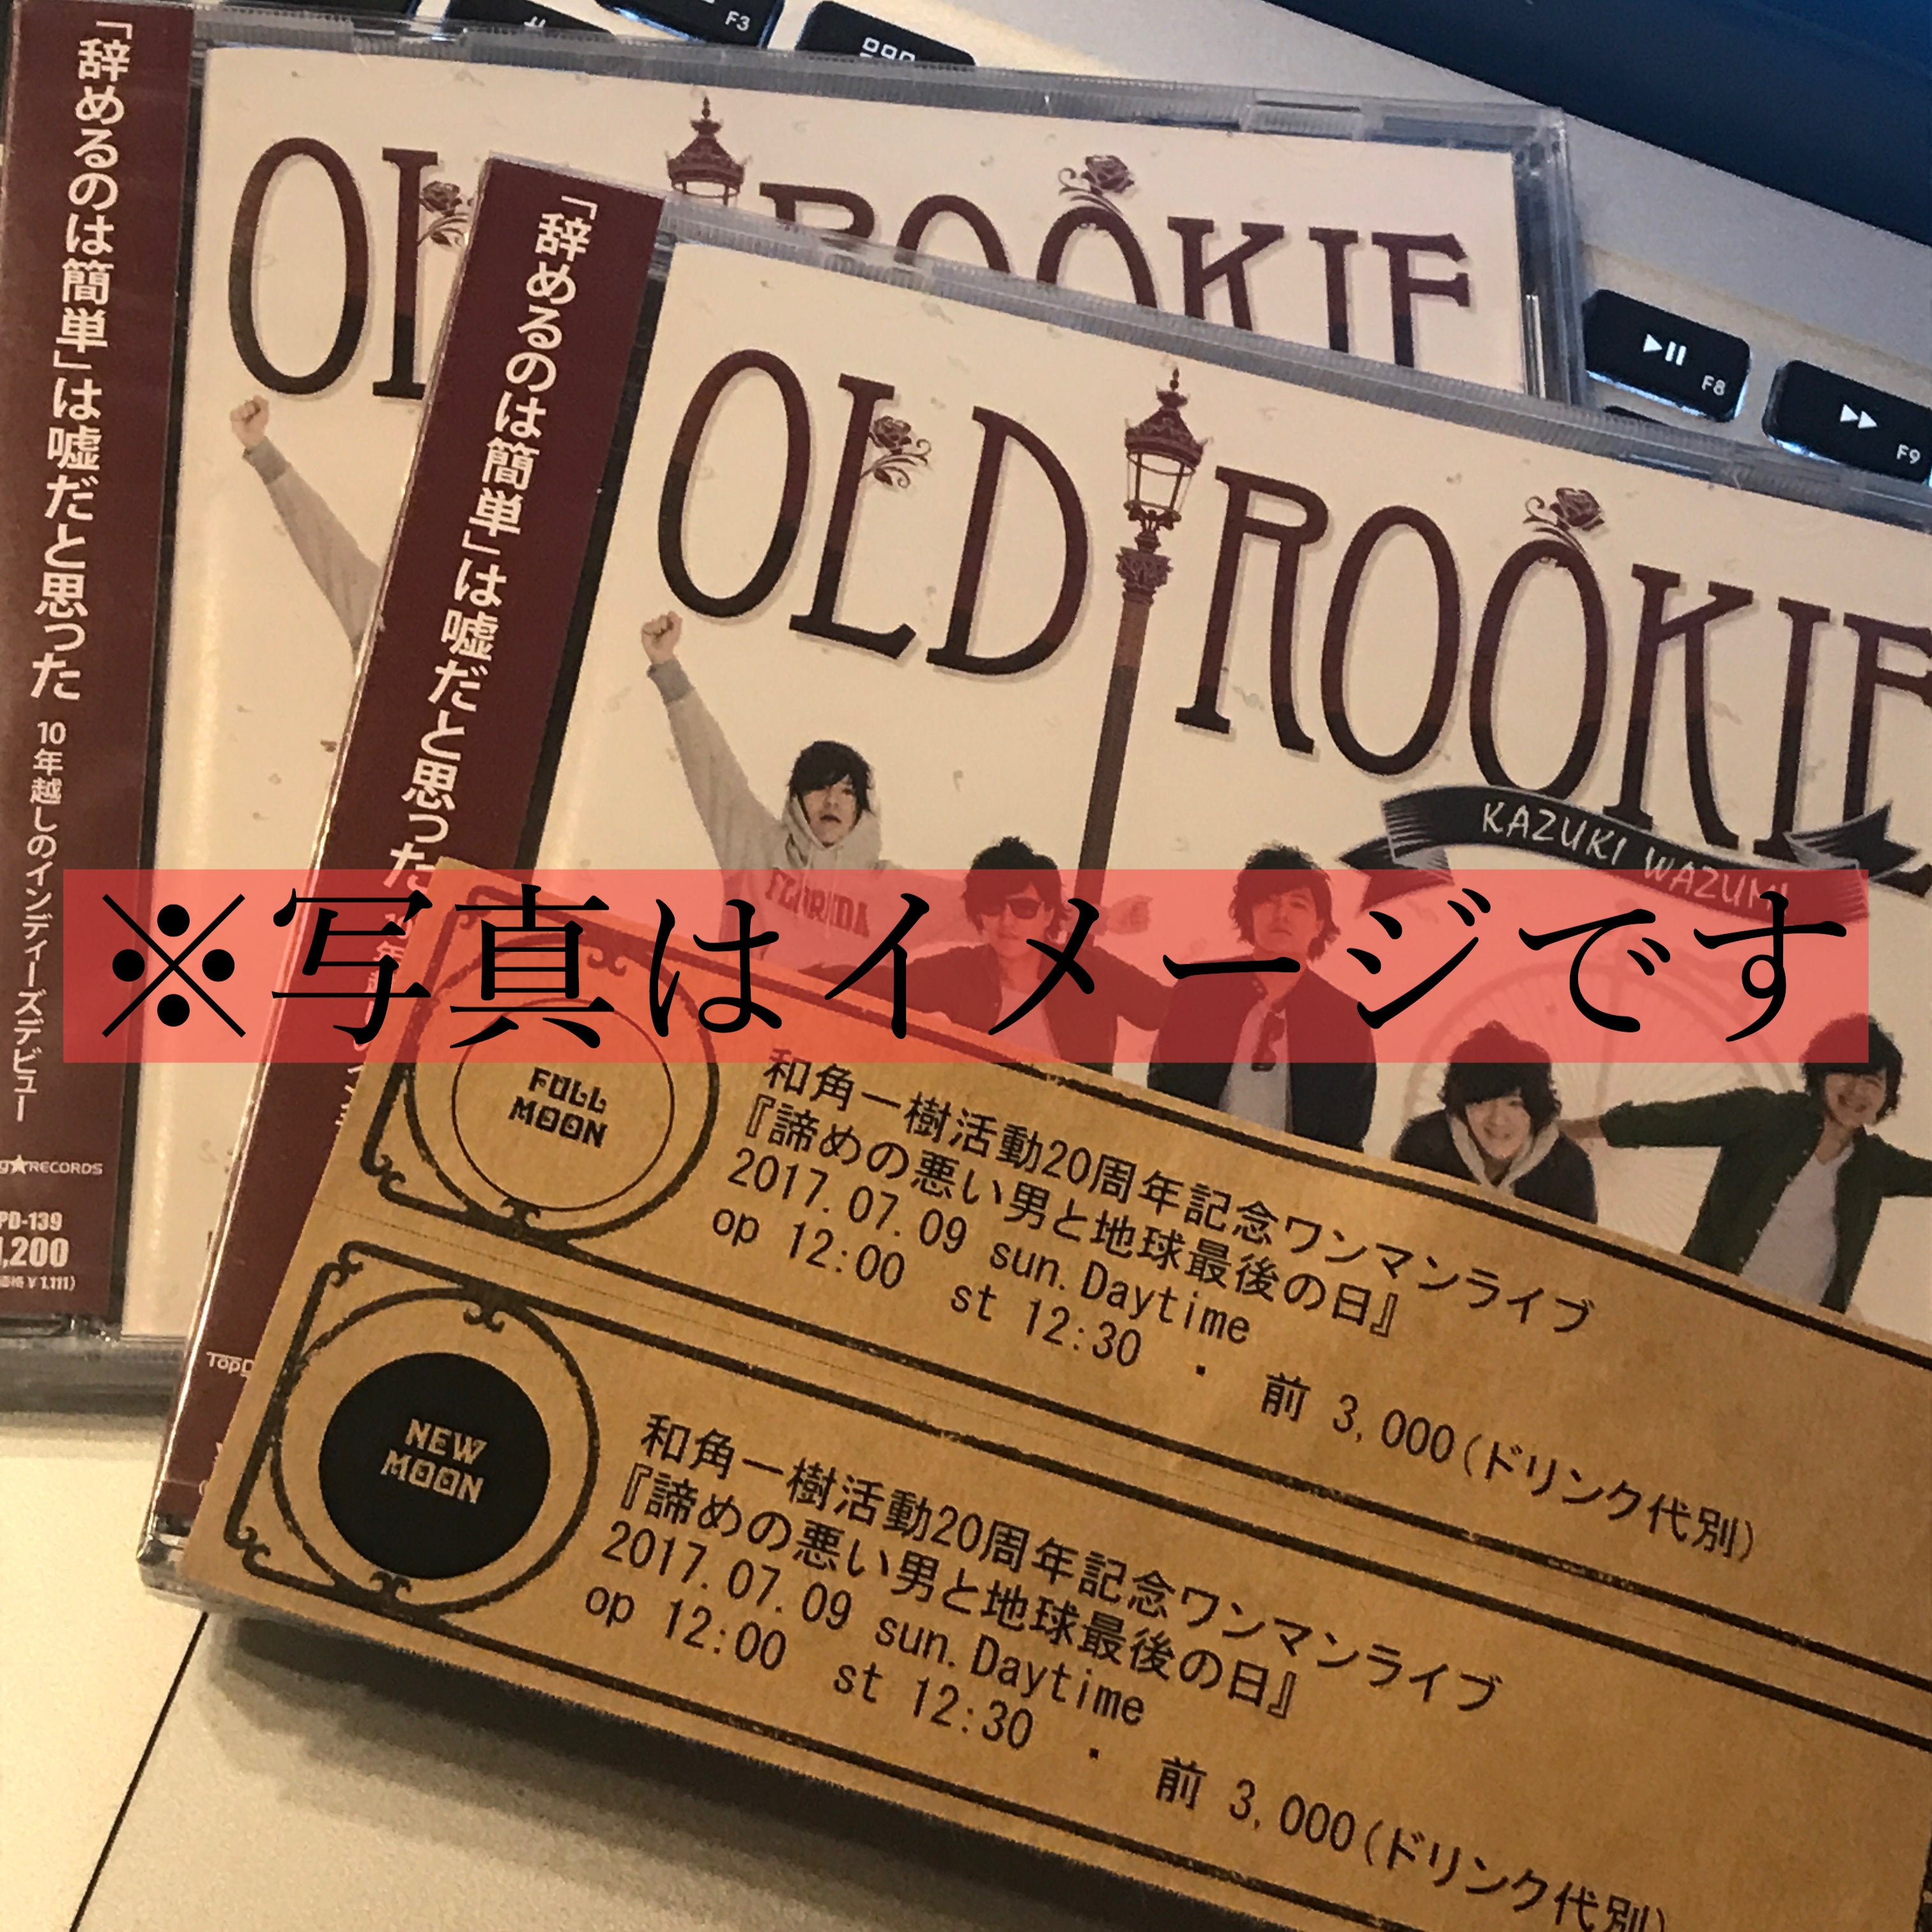 F3
F8
F9
「辞めるのは簡単」は嘘だと思った
10年越しのインディーズデビュー
RECORDS
PD-139
,200
¥1,111)
OLD ROOKIE
「辞めるのは簡単」は嘘だと思った
OLD ROOKIE
KAZUKI WAZUMI
FLORIDA
※写真はイメージです
FULL
MOON
和角一樹活動20周年記念ワンマンライブ
『諦めの悪い男と地球最後の日』
2017.07.09 sun.Daytime
op 12:00 st 12:30 ・ 前 3,000(ドリンク代別)
NEW
MOON
和角一樹活動20周年記念ワンマンライブ
『諦めの悪い男と地球最後の日』
2017.07.09 sun.Daytime
op 12:00 st 12:30 ・ 前 3,000(ドリンク代別)